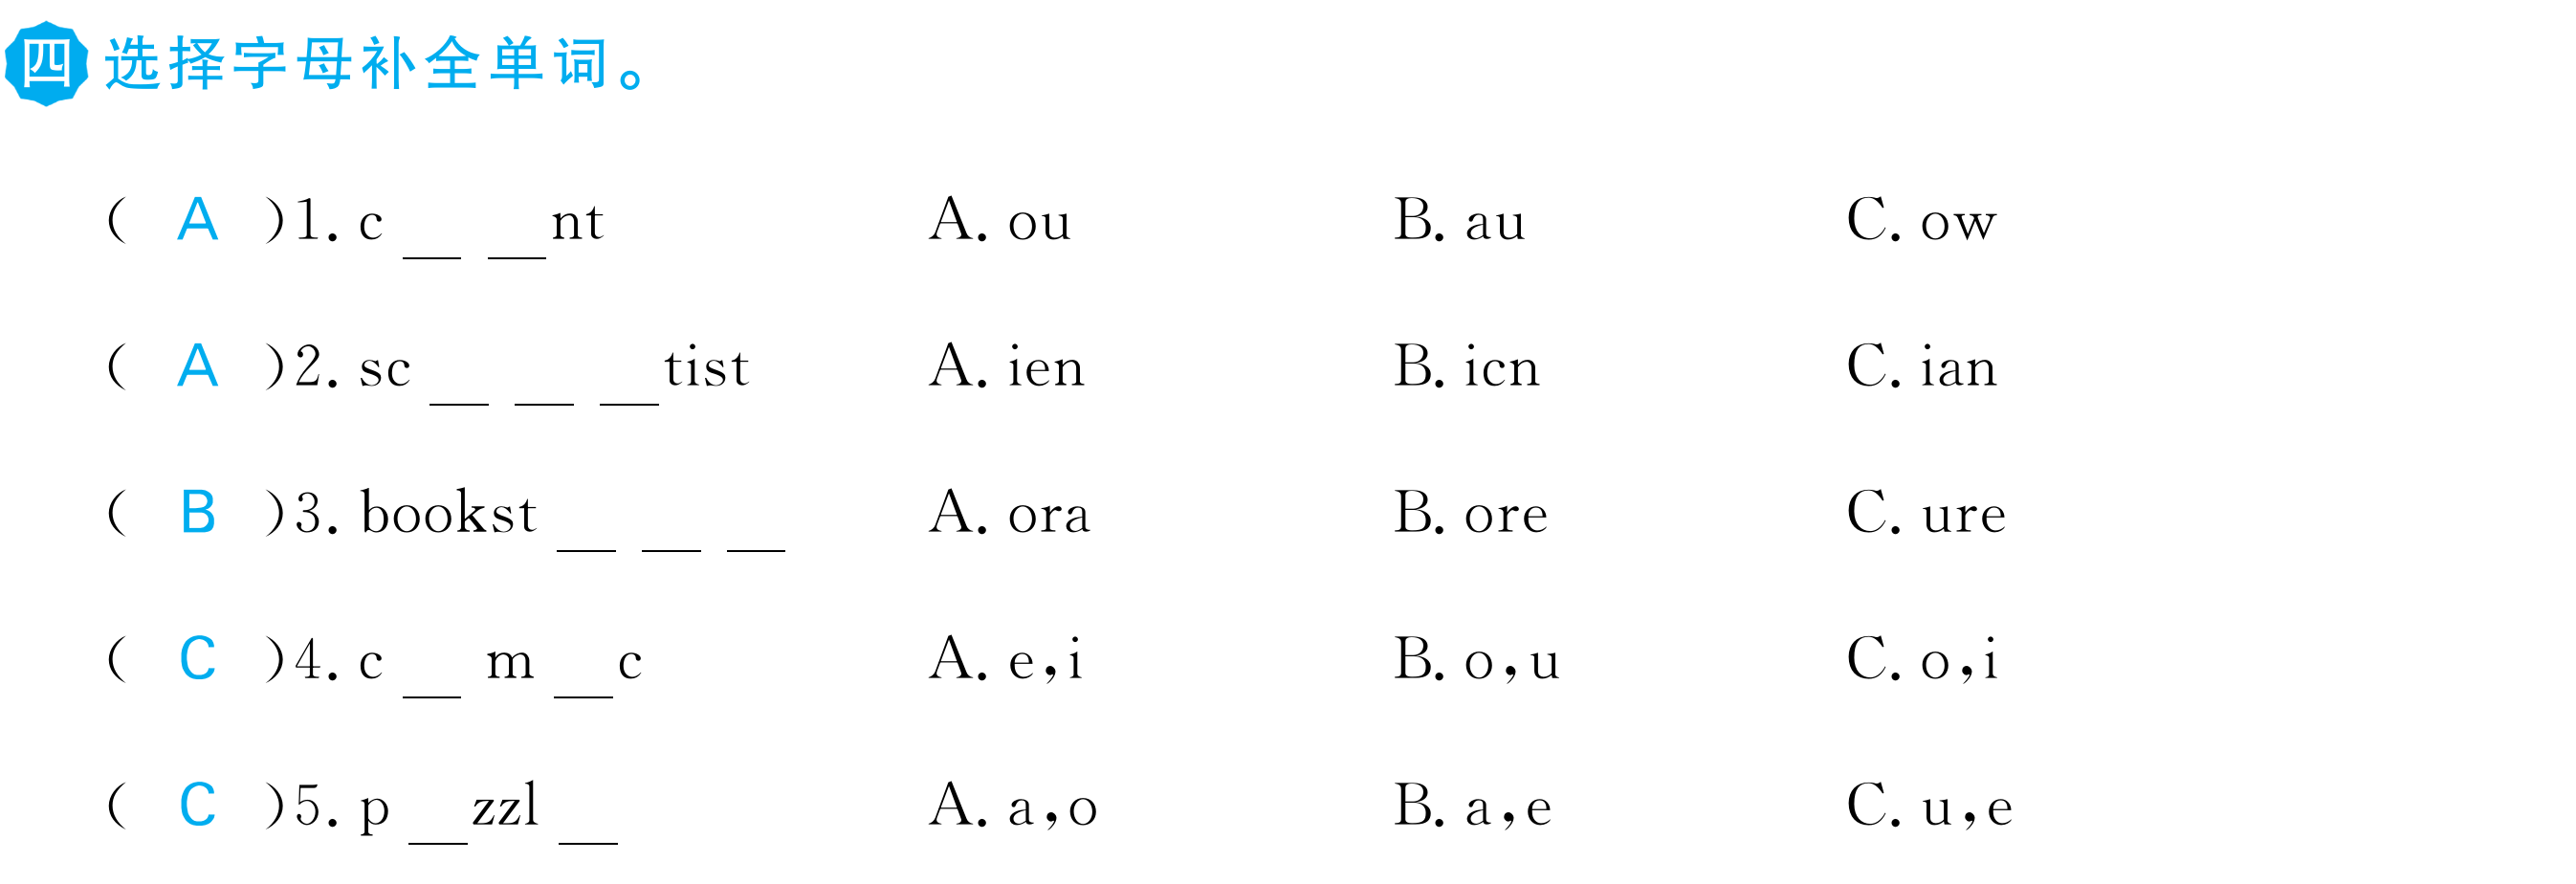 四 选择字母补全单词。
( A )1. c __ __nt A. ou B. au C. ow
( A )2. sc __ __ __tist A. ien B. icn C. ian
( B )3. bookst __ __ __ A. ora B. ore C. ure
( C )4. c __ m __c A. e,i B. o,u C. o,i
( C )5. p __zzl __ A. a,o B. a,e C. u,e